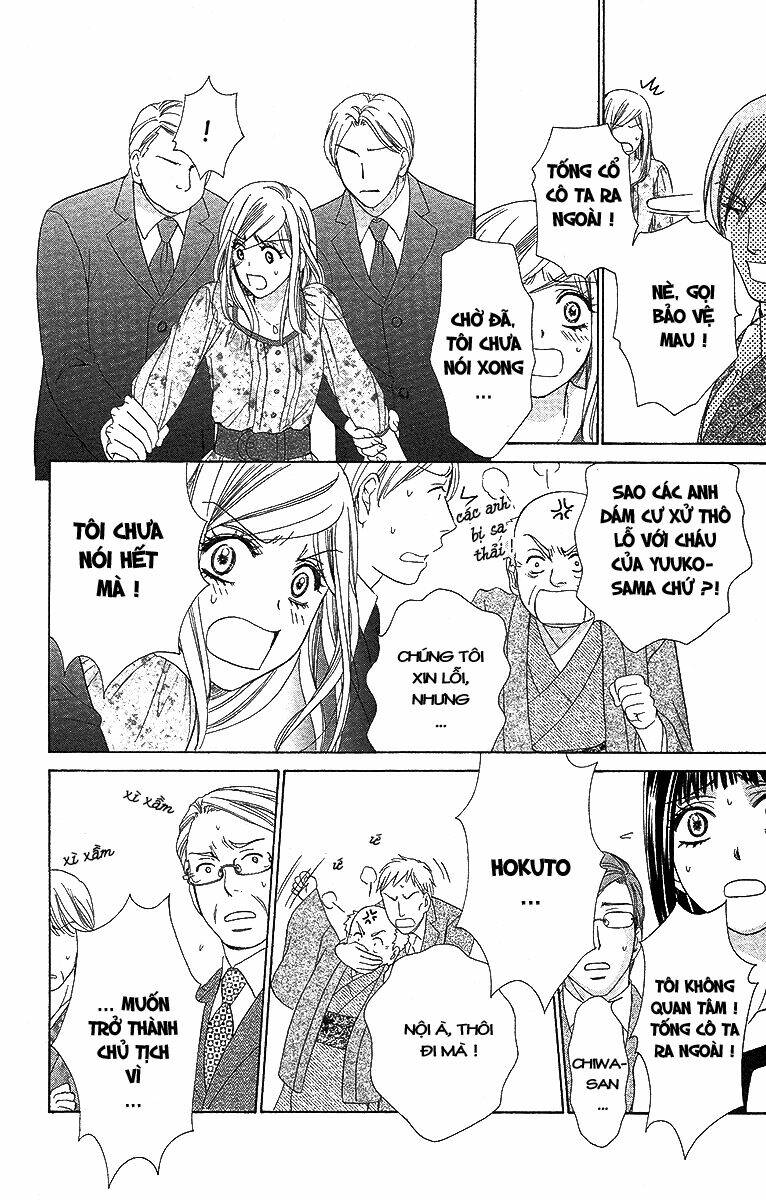 NÈ, GỌI
BẢO VỆ
MAU !
TỐNG CỔ
CÔ TA RA
NGOÀI !
CHỜ ĐÃ,
TÔI CHƯA
NÓI XONG
...
!
SAO CÁC ANH
DÁM CƯ XỬ THÔ
LỖ VỚI CHÁU
CỦA YUUKO-
SAMA CHỨ ?!
các anh
bị sa
thải
CHÚNG TÔI
XIN LỖI,
NHƯNG
...
TÔI CHƯA
NÓI HẾT
MÀ !
TÔI KHÔNG
QUAN TÂM !
TỐNG CÔ TA
RA NGOÀI !
CHIWA-
SAN
...
HOKUTO
...
ứ
ứ
NỘI À, THÔI
ĐI MÀ !
xì xầm
xì xầm
... MUỐN
TRỞ THÀNH
CHỦ TỊCH
VÌ
...